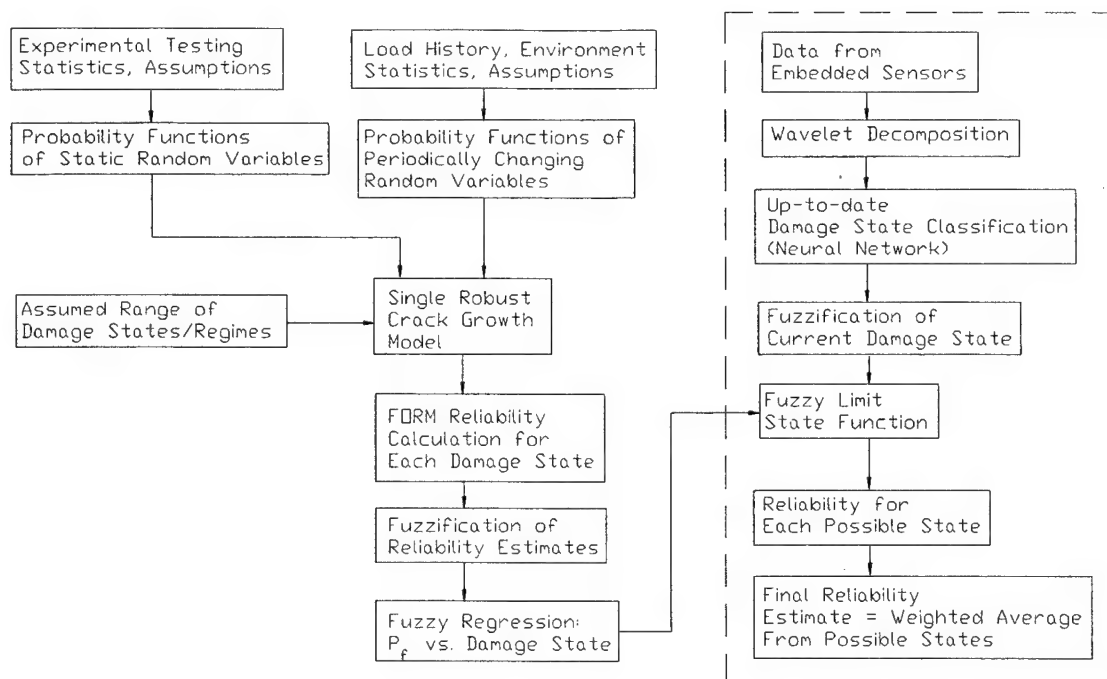 Experimental Testing
Statistics, Assumptions
Load History, Environment
Statistics, Assumptions
Probability Functions
of Static Random Variables
Probability Functions of
Periodically Changing
Random Variables
Assumed Range of
Damage States/Regimes
Single Robust
Crack Growth
Model
FORM Reliability
Calculation for
Each Damage State
Fuzzification of
Reliability Estimates
Fuzzy Regression:
P_f vs. Damage State
Data from
Embedded Sensors
Wavelet Decomposition
Up-to-date
Damage State Classification
(Neural Network)
Fuzzification of
Current Damage State
Fuzzy Limit
State Function
Reliability for
Each Possible State
Final Reliability
Estimate = Weighted Average
From Possible States